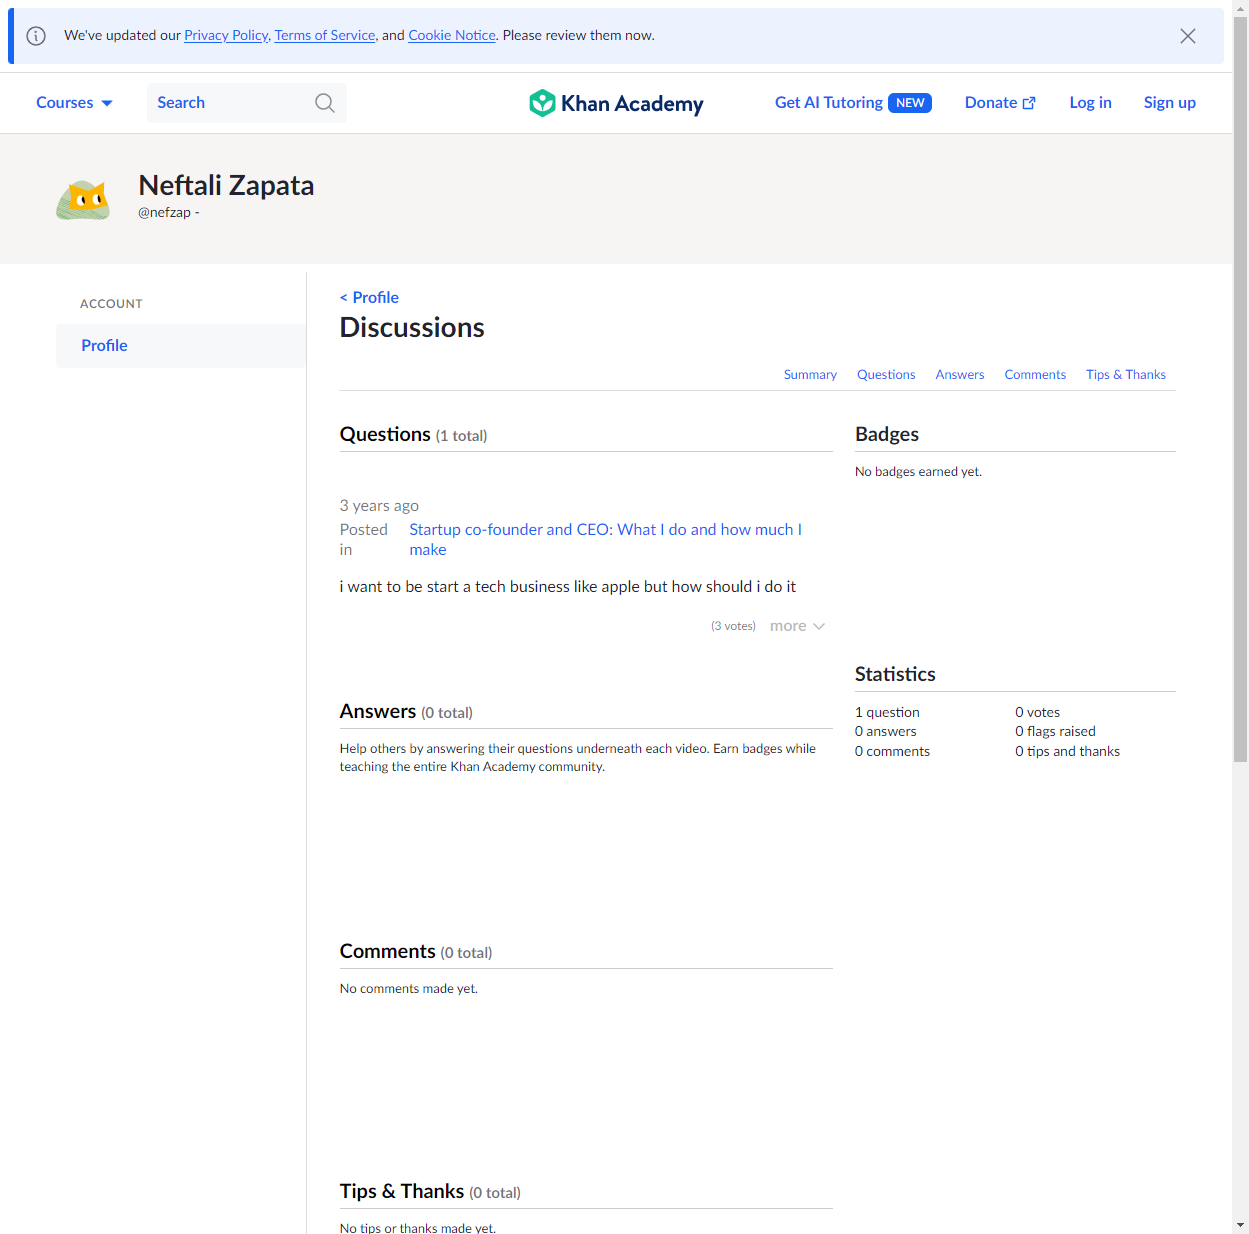 We've updated our Privacy Policy, Terms of Service, and Cookie Notice. Please review them now.
Courses
Search
Khan Academy
Get AI Tutoring NEW
Donate
Log in
Sign up
Neftali Zapata
@nefzap -
ACCOUNT
Profile
< Profile
Discussions
Summary Questions Answers Comments Tips & Thanks
Questions (1 total)
3 years ago
Posted in
Startup co-founder and CEO: What I do and how much I
make
i want to be start a tech business like apple but how should i do it
(3 votes) more
Answers (0 total)
Help others by answering their questions underneath each video. Earn badges while
teaching the entire Khan Academy community.
Comments (0 total)
No comments made yet.
Tips & Thanks (0 total)
No tips or thanks made yet.
Badges
No badges earned yet.
Statistics
1 question 0 votes
0 answers 0 flags raised
0 comments 0 tips and thanks